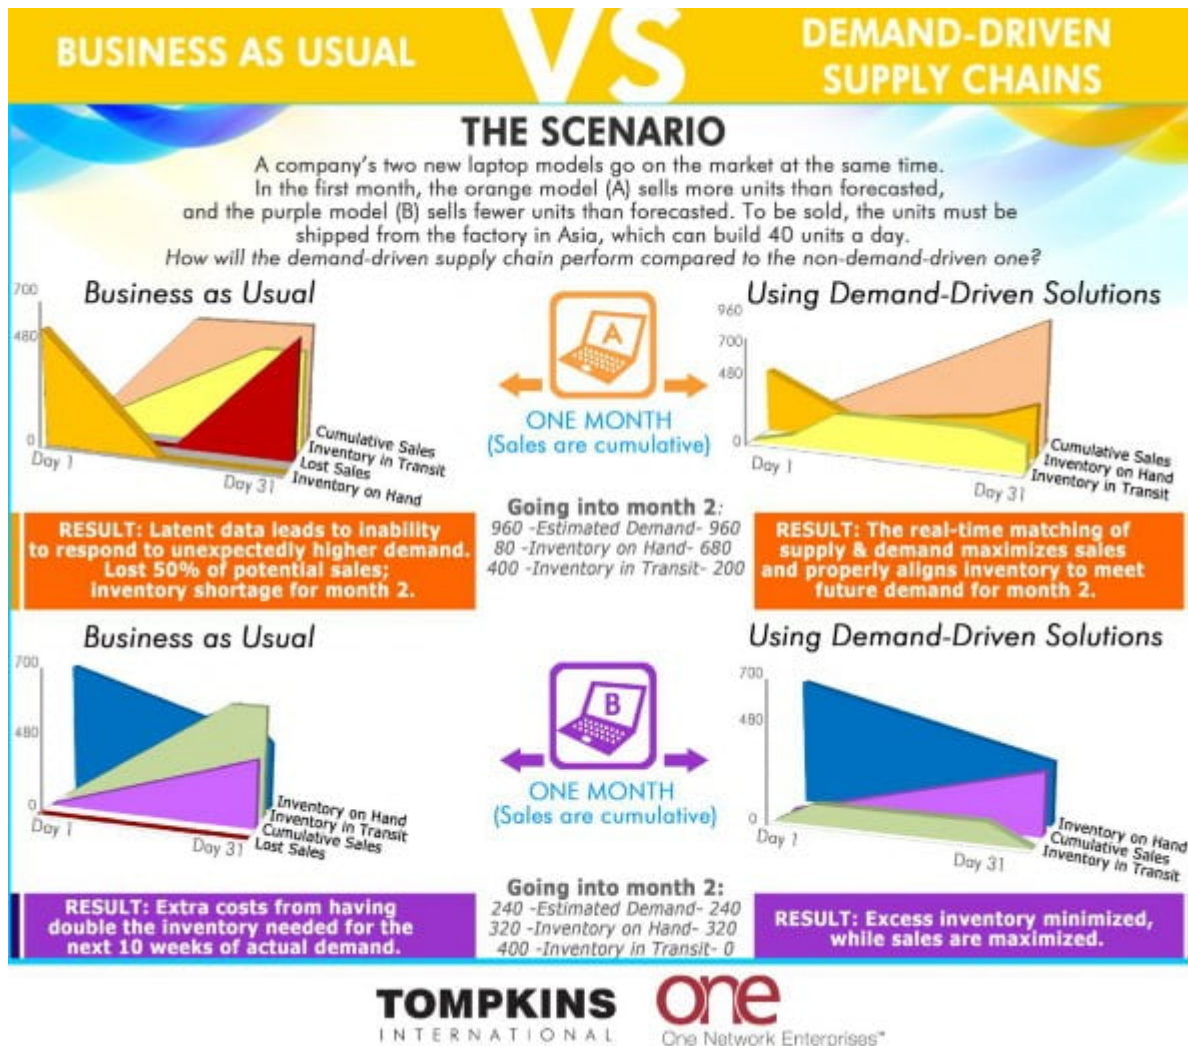 BUSINESS AS USUAL
VS
DEMAND-DRIVEN
SUPPLY CHAINS
THE SCENARIO
A company's two new laptop models go on the market at the same time.
In the first month, the orange model (A) sells more units than forecasted,
and the purple model (B) sells fewer units than forecasted. To be sold, the units must be
shipped from the factory in Asia, which can build 40 units a day.
How will the demand-driven supply chain perform compared to the non-demand-driven one?
Business as Usual
700
480
0
Day 1
Day 31
Cumulative Sales
Inventory in Transit
Lost Sales
Inventory on Hand
A
ONE MONTH
(Sales are cumulative)
Using Demand-Driven Solutions
960
700
480
0
Day 1
Day 31
Cumulative Sales
Inventory on Hand
Inventory in Transit
RESULT: Latent data leads to inability
to respond to unexpectedly higher demand.
Lost 50% of potential sales;
inventory shortage for month 2.
Going into month 2:
960 -Estimated Demand- 960
80 -Inventory on Hand- 680
400 -Inventory in Transit- 200
RESULT: The real-time matching of
supply & demand maximizes sales
and properly aligns inventory to meet
future demand for month 2.
Business as Usual
700
480
0
Day 1
Day 31
Inventory on Hand
Inventory in Transit
Cumulative Sales
Lost Sales
B
ONE MONTH
(Sales are cumulative)
Using Demand-Driven Solutions
700
480
0
Day 1
Day 31
Inventory on Hand
Cumulative Sales
Inventory in Transit
RESULT: Extra costs from having
double the inventory needed for the
next 10 weeks of actual demand.
Going into month 2:
240 -Estimated Demand- 240
320 -Inventory on Hand- 320
400 -Inventory in Transit- 0
RESULT: Excess inventory minimized,
while sales are maximized.
TOMPKINS
INTERNATIONAL
one
One Network Enterprises™